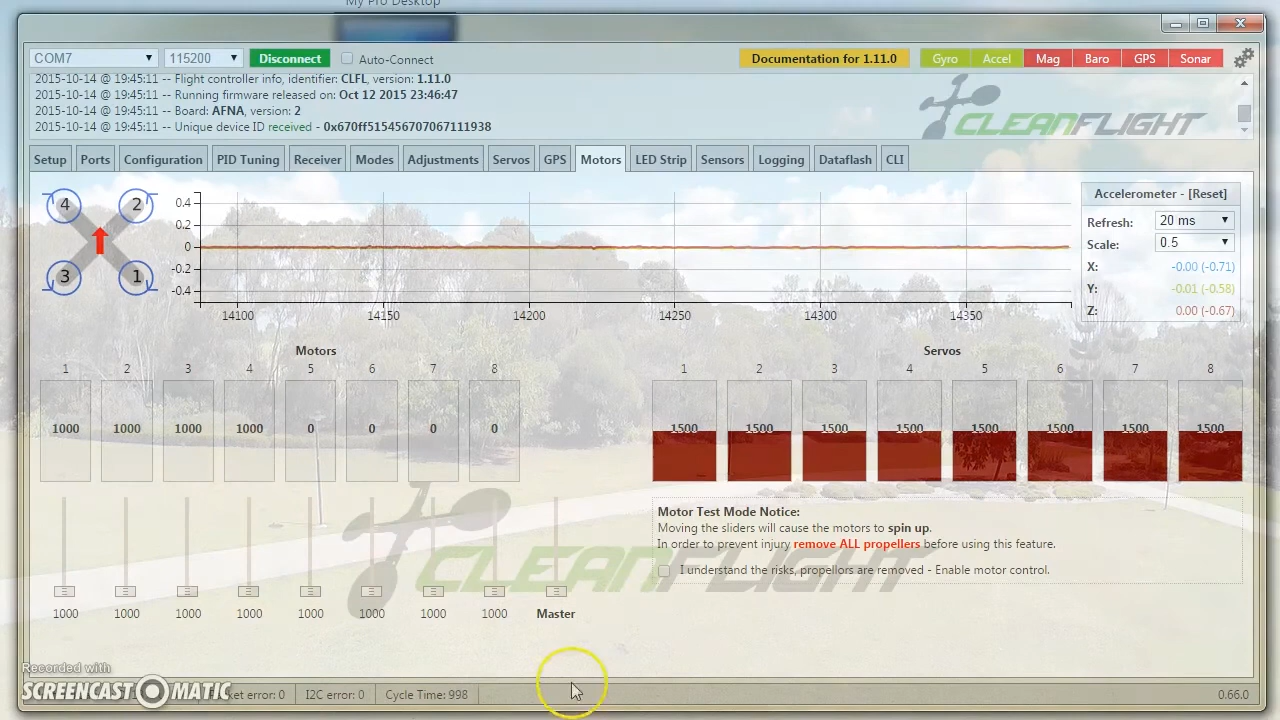 My Pro Desktop
COM7 115200 Disconnect Auto-Connect Documentation for 1.11.0 Gyro Accel Mag Baro GPS Sonar
2015-10-14 @ 19:45:11 -- Flight controller info, identifier: CLFL, version: 1.11.0
2015-10-14 @ 19:45:11 -- Running firmware released on: Oct 12 2015 23:46:47
2015-10-14 @ 19:45:11 -- Board: AFNA, version: 2
2015-10-14 @ 19:45:11 -- Unique device ID received - 0x670ff515456707067111938
CLEANFLIGHT
Setup Ports Configuration PID Tuning Receiver Modes Adjustments Servos GPS Motors LED Strip Sensors Logging Dataflash CLI
4 2
3 1
0.4
0.2
0
-0.2
-0.4
14100 14150 14200 14250 14300 14350
Accelerometer - [Reset]
Refresh: 20 ms
Scale: 0.5
X: -0.00 (-0.71)
Y: -0.01 (-0.58)
Z: 0.00 (-0.67)
Motors
1 2 3 4 5 6 7 8
1000 1000 1000 1000 0 0 0 0
Servos
1 2 3 4 5 6 7 8
1500 1500 1500 1500 1500 1500 1500 1500
CLEANFLIGHT
1000 1000 1000 1000 1000 1000 1000 1000 Master
Motor Test Mode Notice:
Moving the sliders will cause the motors to spin up.
In order to prevent injury remove ALL propellers before using this feature.
I understand the risks, propellors are removed - Enable motor control.
Recorded with
SCREENCAST MATIC
error: 0 I2C error: 0 Cycle Time: 998 0.66.0